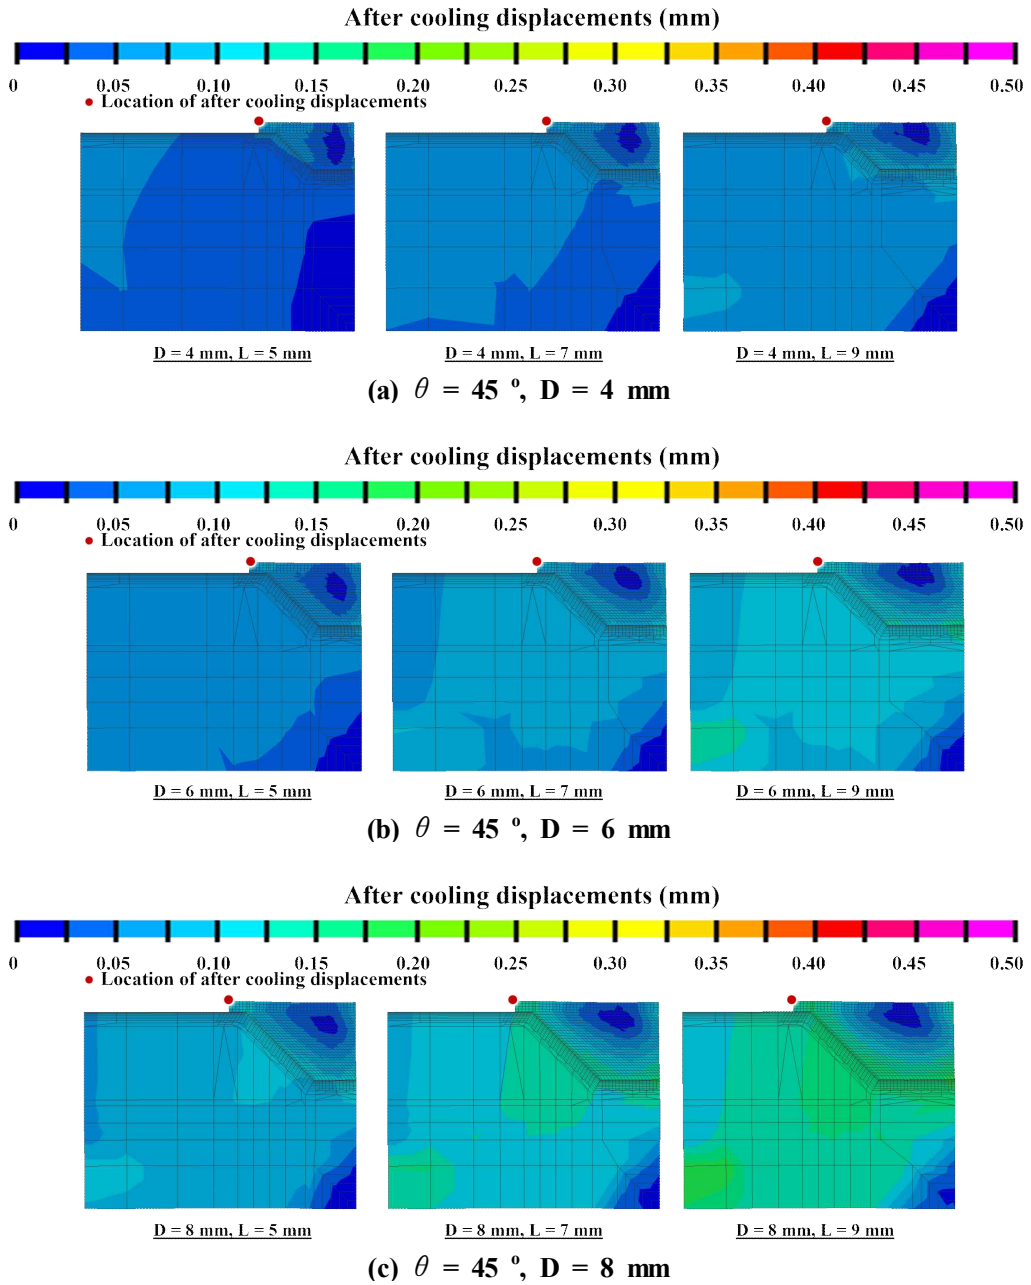 After cooling displacements (mm)
0 0.05 0.10 0.15 0.20 0.25 0.30 0.35 0.40 0.45 0.50
Location of after cooling displacements
D = 4 mm, L = 5 mm D = 4 mm, L = 7 mm D = 4 mm, L = 9 mm
(a) θ = 45 °, D = 4 mm
After cooling displacements (mm)
0 0.05 0.10 0.15 0.20 0.25 0.30 0.35 0.40 0.45 0.50
Location of after cooling displacements
D = 6 mm, L = 5 mm D = 6 mm, L = 7 mm D = 6 mm, L = 9 mm
(b) θ = 45 °, D = 6 mm
After cooling displacements (mm)
0 0.05 0.10 0.15 0.20 0.25 0.30 0.35 0.40 0.45 0.50
Location of after cooling displacements
D = 8 mm, L = 5 mm D = 8 mm, L = 7 mm D = 8 mm, L = 9 mm
(c) θ = 45 °, D = 8 mm